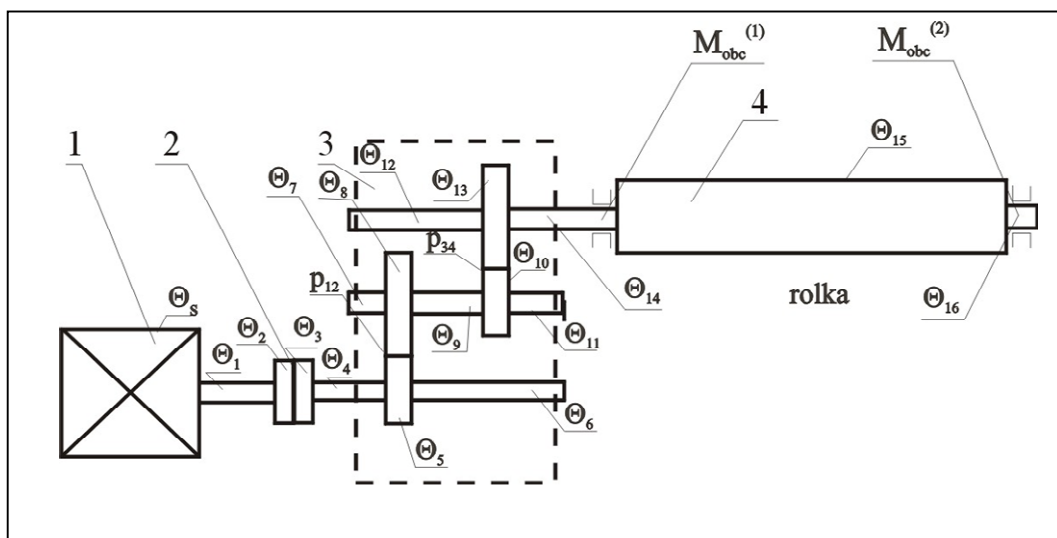 M_obc^(1)
M_obc^(2)
1
2
3
4
Θ_12
Θ_15
Θ_7
Θ_8
Θ_13
p_34
Θ_10
p_12
Θ_s
Θ_9
Θ_14
rolka
Θ_16
Θ_2
Θ_3
Θ_11
Θ_1
Θ_4
Θ_6
Θ_5